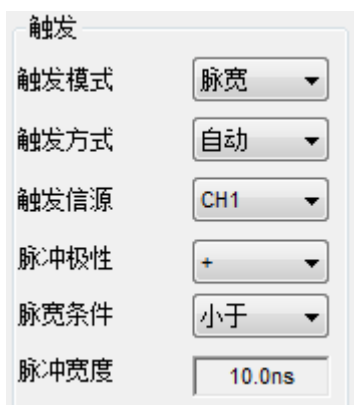 触发
触发模式 脉宽
触发方式 自动
触发信源 CH1
脉冲极性 +
脉宽条件 小于
脉冲宽度 10.0ns